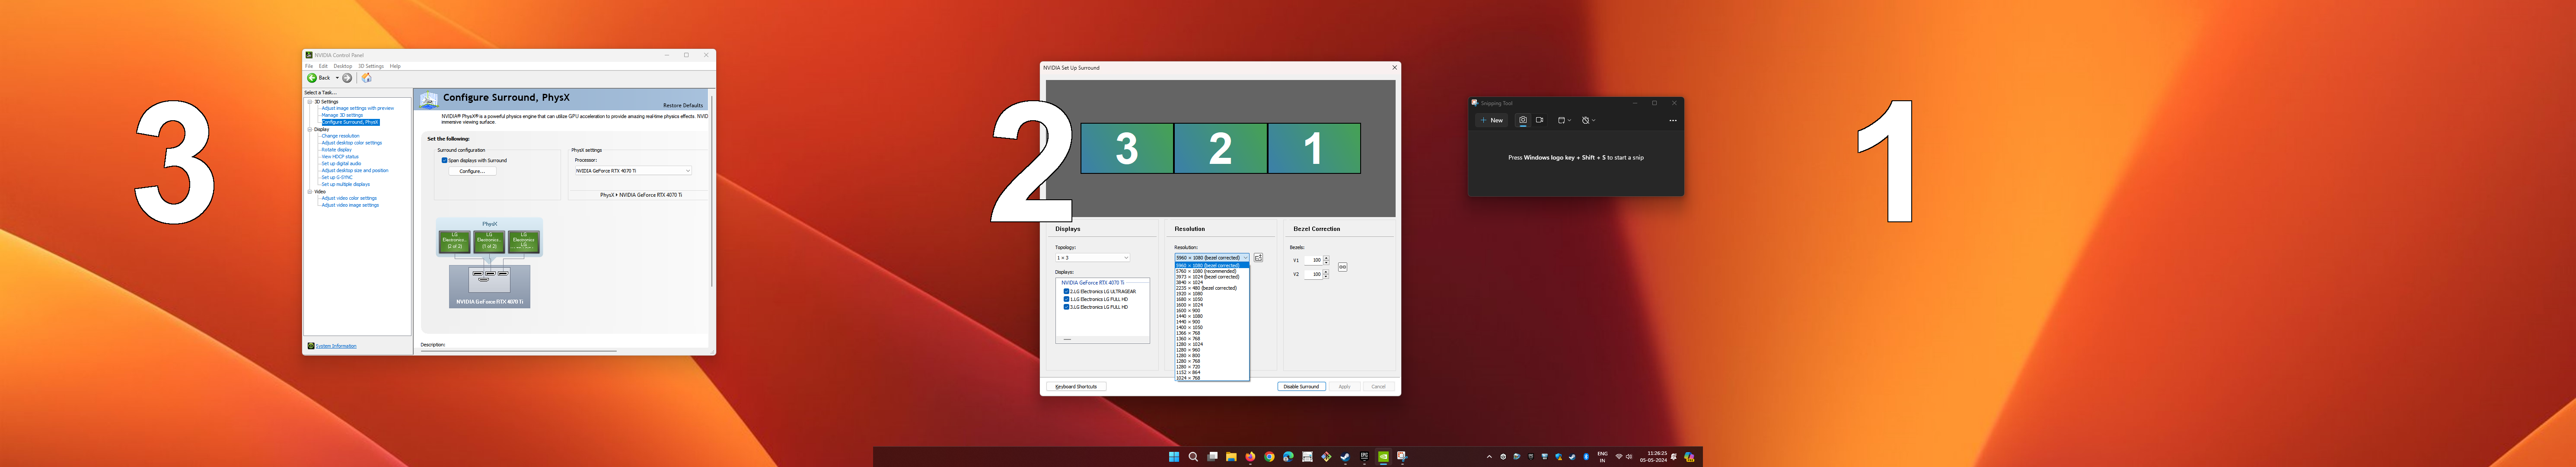 3
NVIDIA Control Panel
File Edit Desktop 3D Settings Help
Back
Select a Task...
3D Settings
Adjust image settings with preview
Manage 3D settings
Configure Surround, PhysX
Display
Change resolution
Adjust desktop color settings
Rotate display
View HDCP status
Set up digital audio
Adjust desktop size and position
Set up G-SYNC
Set up multiple displays
Video
Adjust video color settings
Adjust video image settings
System Information
Configure Surround, PhysX
Restore Defaults
NVIDIA® PhysX® is a powerful physics engine that can utilize GPU acceleration to provide amazing real-time physics effects. NVID
immersive viewing surface.
Set the following:
Surround configuration
Span displays with Surround
Configure...
PhysX settings
Processor:
NVIDIA GeForce RTX 4070 Ti
PhysX > NVIDIA GeForce RTX 4070 Ti
PhysX
LG Electronics.. (2 of 2)
LG Electronics.. (1 of 2)
LG Electronics LG
NVIDIA GeForce RTX 4070 Ti
Description:
2
NVIDIA Set Up Surround
3 2 1
Displays
Topology:
1 × 3
Displays:
NVIDIA GeForce RTX 4070 Ti
2.LG Electronics LG ULTRAGEAR
1.LG Electronics LG FULL HD
3.LG Electronics LG FULL HD
Resolution
Resolution:
5960 × 1080 (bezel corrected)
5960 × 1080 (bezel corrected)
5760 × 1080 (recommended)
3973 × 1024 (bezel corrected)
3840 × 1024
2235 × 480 (bezel corrected)
1920 × 1080
1680 × 1050
1600 × 1024
1600 × 900
1440 × 1080
1440 × 900
1400 × 1050
1366 × 768
1360 × 768
1280 × 1024
1280 × 960
1280 × 800
1280 × 768
1280 × 720
1152 × 864
1024 × 768
Bezel Correction
Bezels:
V1 100
V2 100
Keyboard Shortcuts
Disable Surround Apply Cancel
Snipping Tool
New
Press Windows logo key + Shift + S to start a snip
1
ENG
IN
11:26:25
05-05-2024